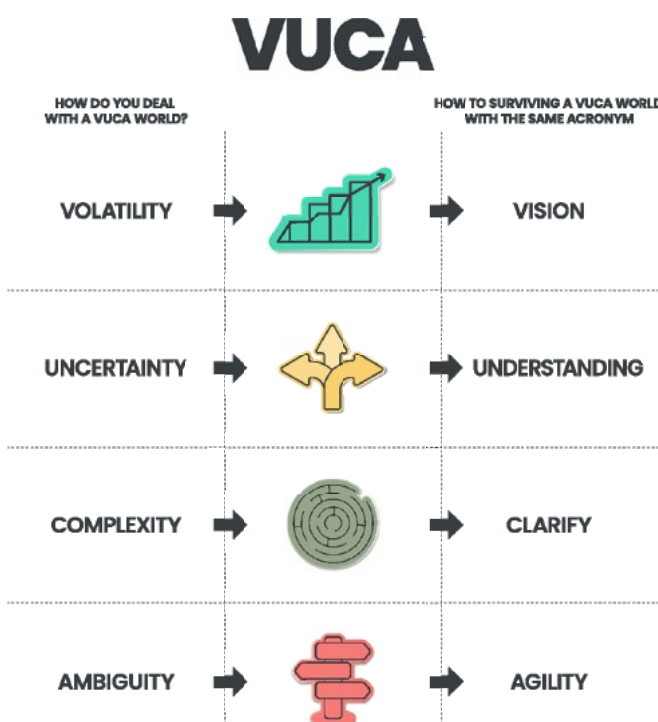 VUCA
HOW DO YOU DEAL
WITH A VUCA WORLD?
HOW TO SURVIVING A VUCA WORLD
WITH THE SAME ACRONYM
VOLATILITY
VISION
UNCERTAINTY
UNDERSTANDING
COMPLEXITY
CLARIFY
AMBIGUITY
AGILITY